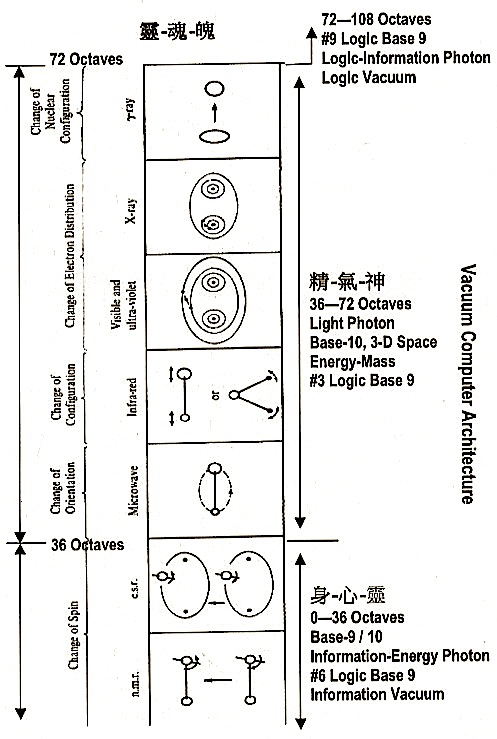 靈-魂-魄
72—108 Octaves
#9 Logic Base 9
Logic-Information Photon
Logic Vacuum
72 Octaves
Change of
Nuclear
Configuration
γ-ray
Change of Electron Distribution
X-ray
Visible and
ultra-violet
精-氣-神
36—72 Octaves
Light Photon
Base-10, 3-D Space
Energy-Mass
#3 Logic Base 9
Vacuum Computer Architecture
Change of
Configuration
Infra-red
or
Change of
Orientation
Microwave
36 Octaves
Change of Spin
e.s.r.
n.m.r.
身-心-靈
0—36 Octaves
Base-9 / 10
Information-Energy Photon
#6 Logic Base 9
Information Vacuum